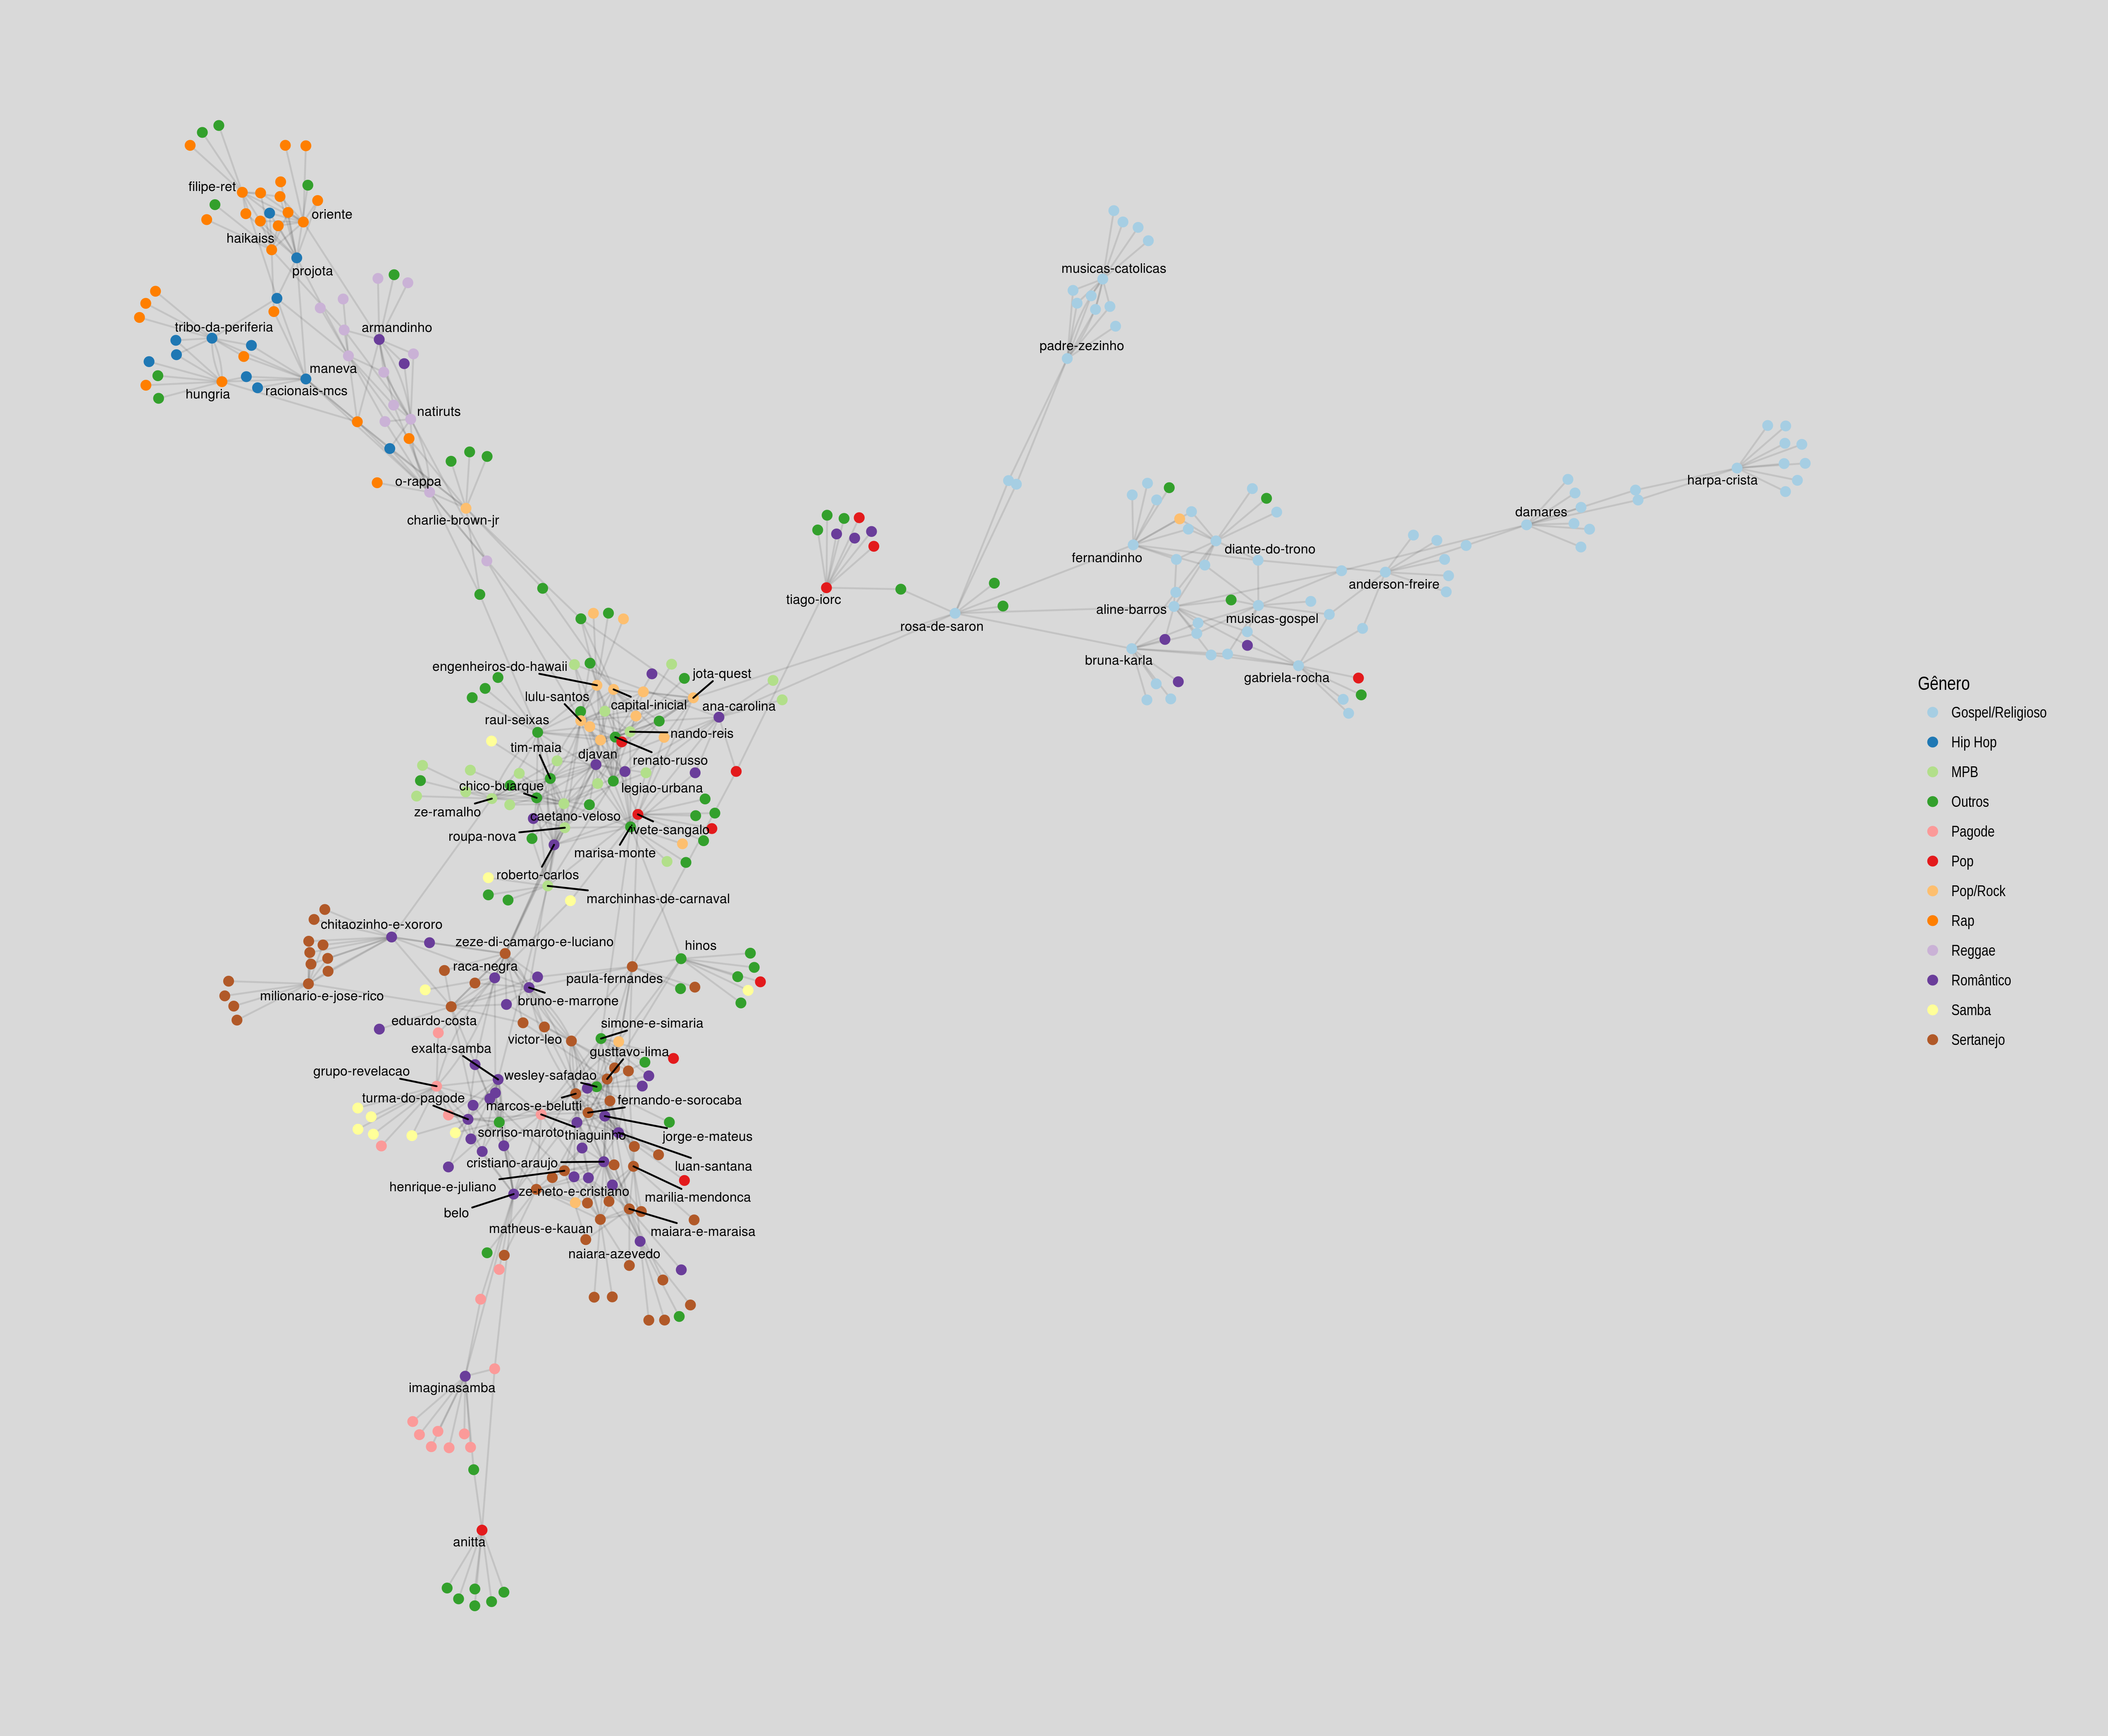 filipe-ret
oriente
haikaiss
projota
musicas-catolicas
tribo-da-periferia
armandinho
padre-zezinho
maneva
hungria
racionais-mcs
natiruts
o-rappa
harpa-crista
charlie-brown-jr
damares
fernandinho
diante-do-trono
anderson-freire
tiago-iorc
aline-barros
rosa-de-saron
musicas-gospel
bruna-karla
gabriela-rocha
engenheiros-do-hawaii
jota-quest
lulu-santos
capital-inicial
ana-carolina
raul-seixas
nando-reis
tim-maia
djavan
renato-russo
chico-buarque
legiao-urbana
ze-ramalho
caetano-veloso
roupa-nova
ivete-sangalo
marisa-monte
roberto-carlos
marchinhas-de-carnaval
chitaozinho-e-xororo
zeze-di-camargo-e-luciano
hinos
raca-negra
paula-fernandes
milionario-e-jose-rico
bruno-e-marrone
eduardo-costa
simone-e-simaria
victor-leo
exalta-samba
gusttavo-lima
grupo-revelacao
wesley-safadao
turma-do-pagode
marcos-e-belutti
fernando-e-sorocaba
sorriso-maroto
thiaguinho
jorge-e-mateus
cristiano-araujo
luan-santana
henrique-e-juliano
ze-neto-e-cristiano
marilia-mendonca
belo
matheus-e-kauan
maiara-e-maraisa
naiara-azevedo
imaginasamba
anitta
Gênero
Gospel/Religioso
Hip Hop
MPB
Outros
Pagode
Pop
Pop/Rock
Rap
Reggae
Romântico
Samba
Sertanejo